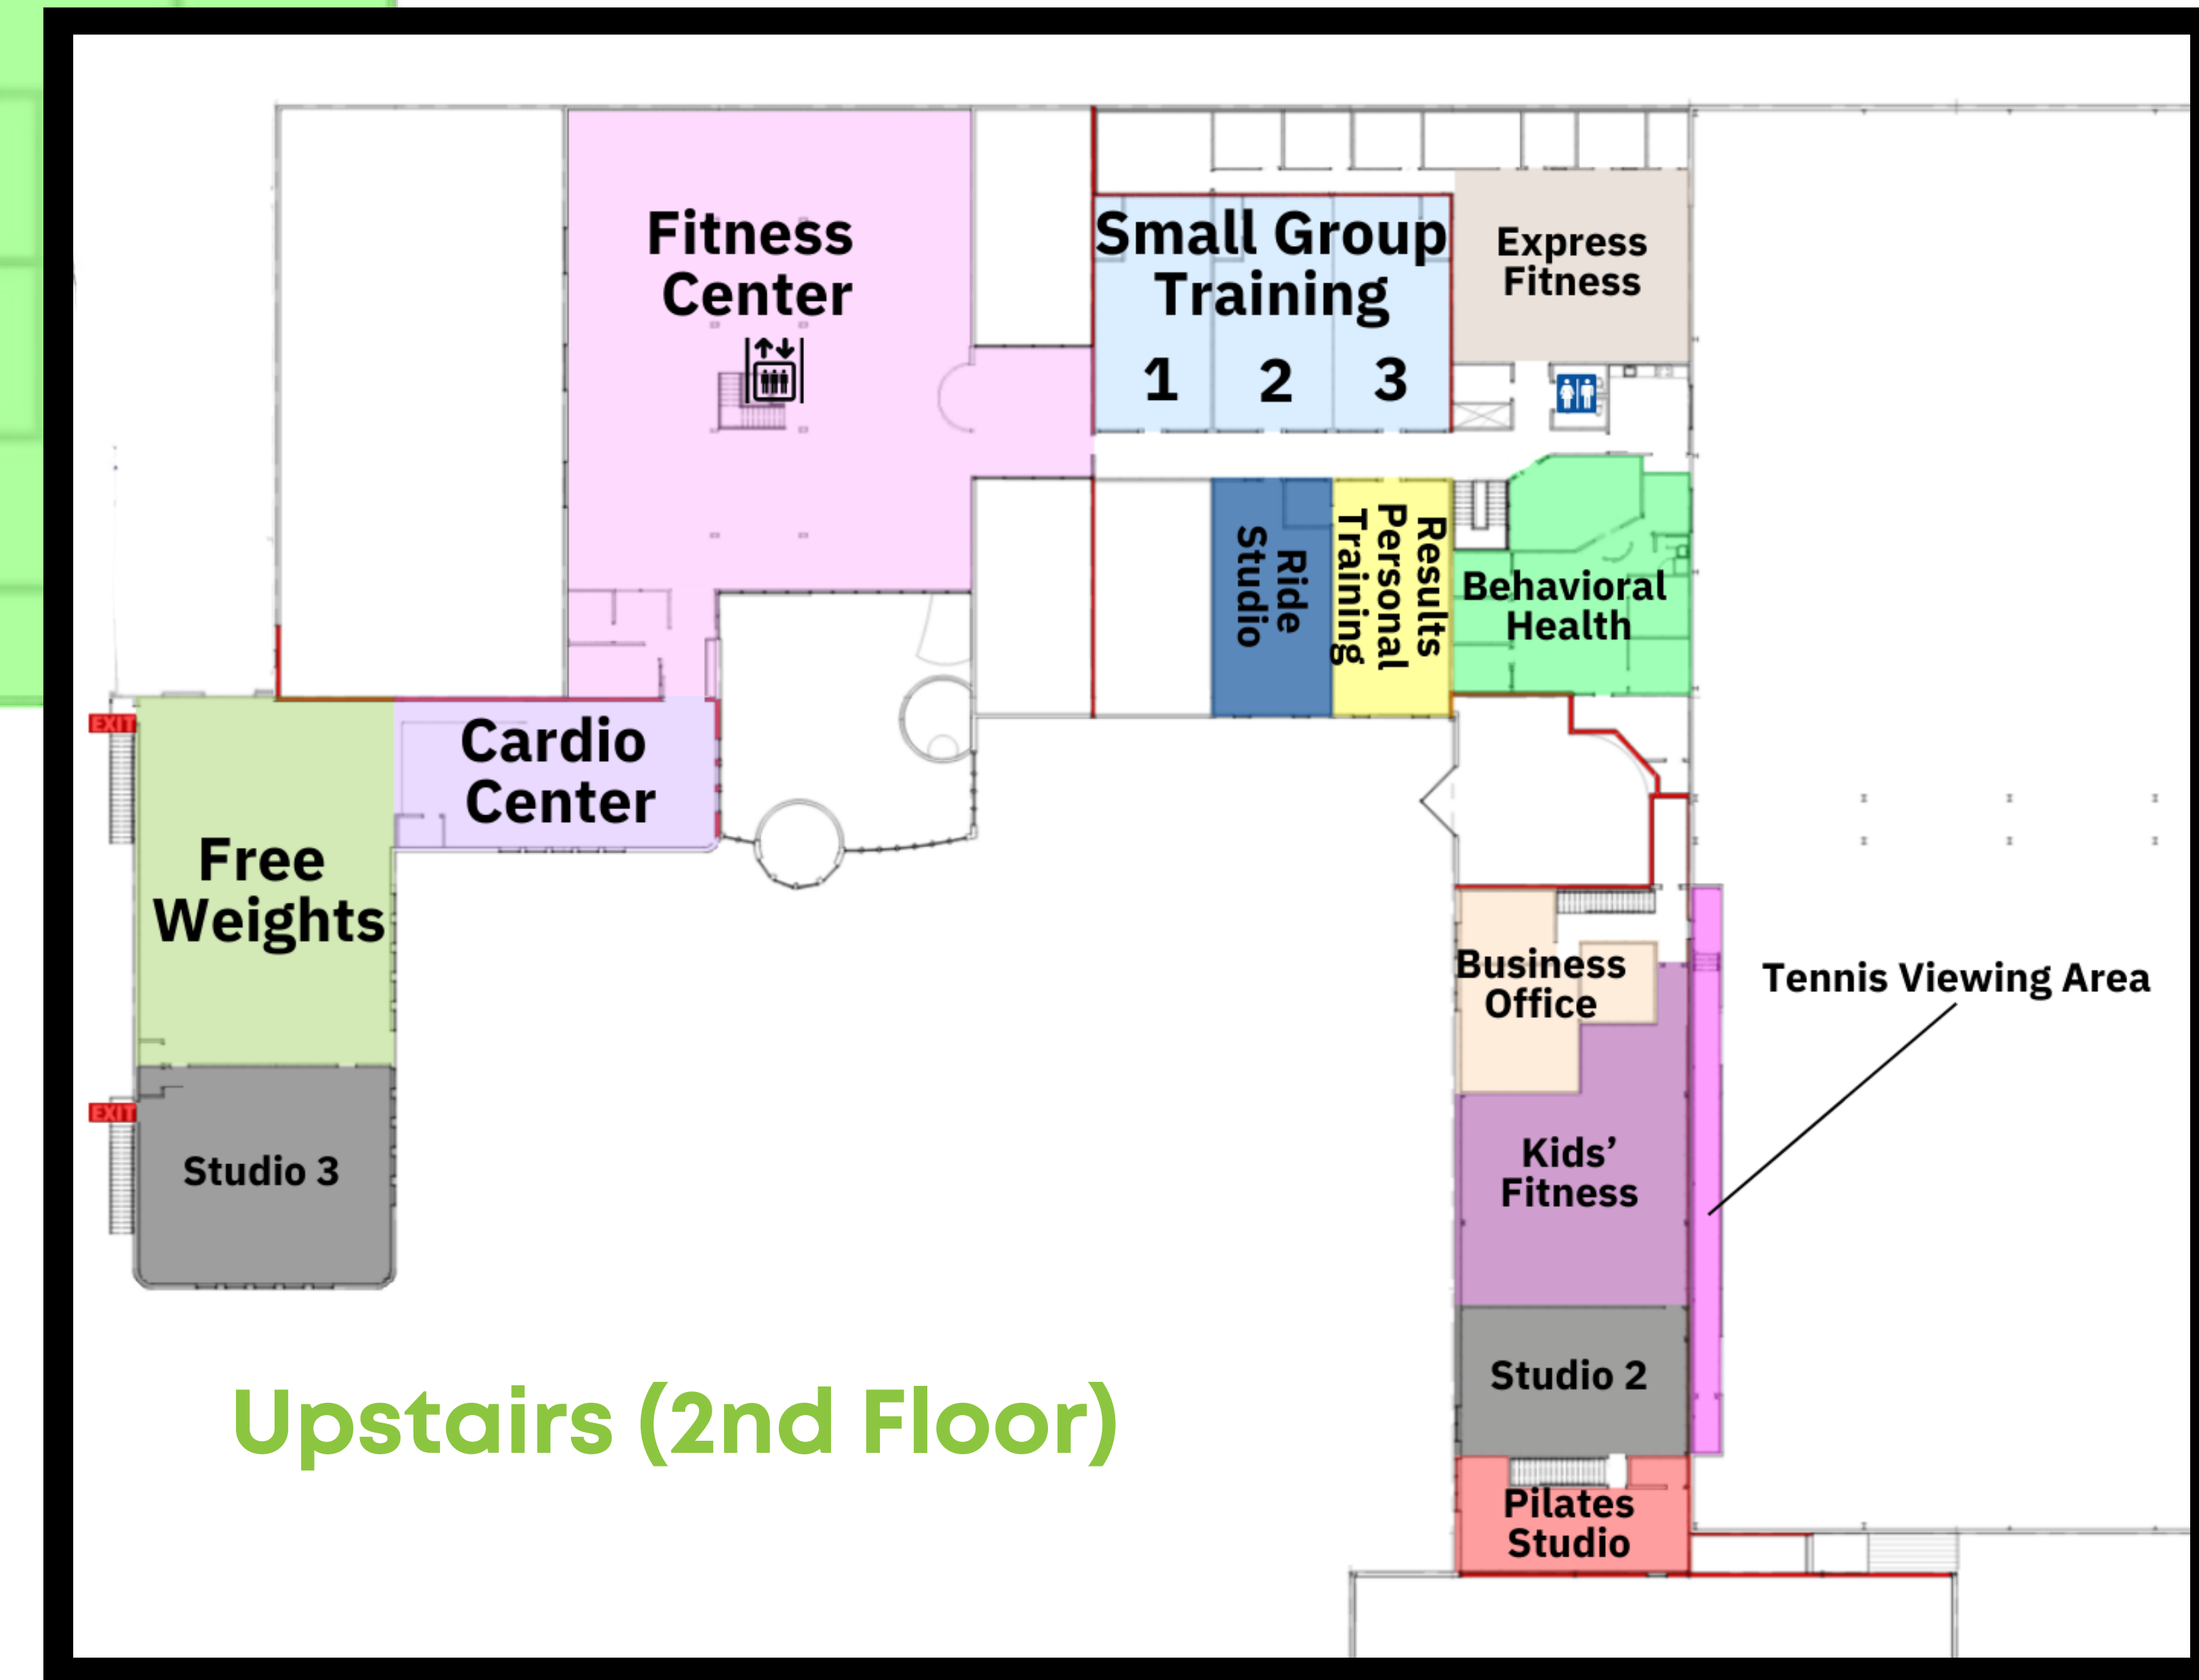 Fitness
Center
Small Group
Training
1 2 3
Express
Fitness
Ride
Studio
Results
Personal
Training
Behavioral
Health
EXIT
Cardio
Center
Free
Weights
Business
Office
Tennis Viewing Area
EXIT
Studio 3
Kids’
Fitness
Studio 2
Upstairs (2nd Floor)
Pilates
Studio